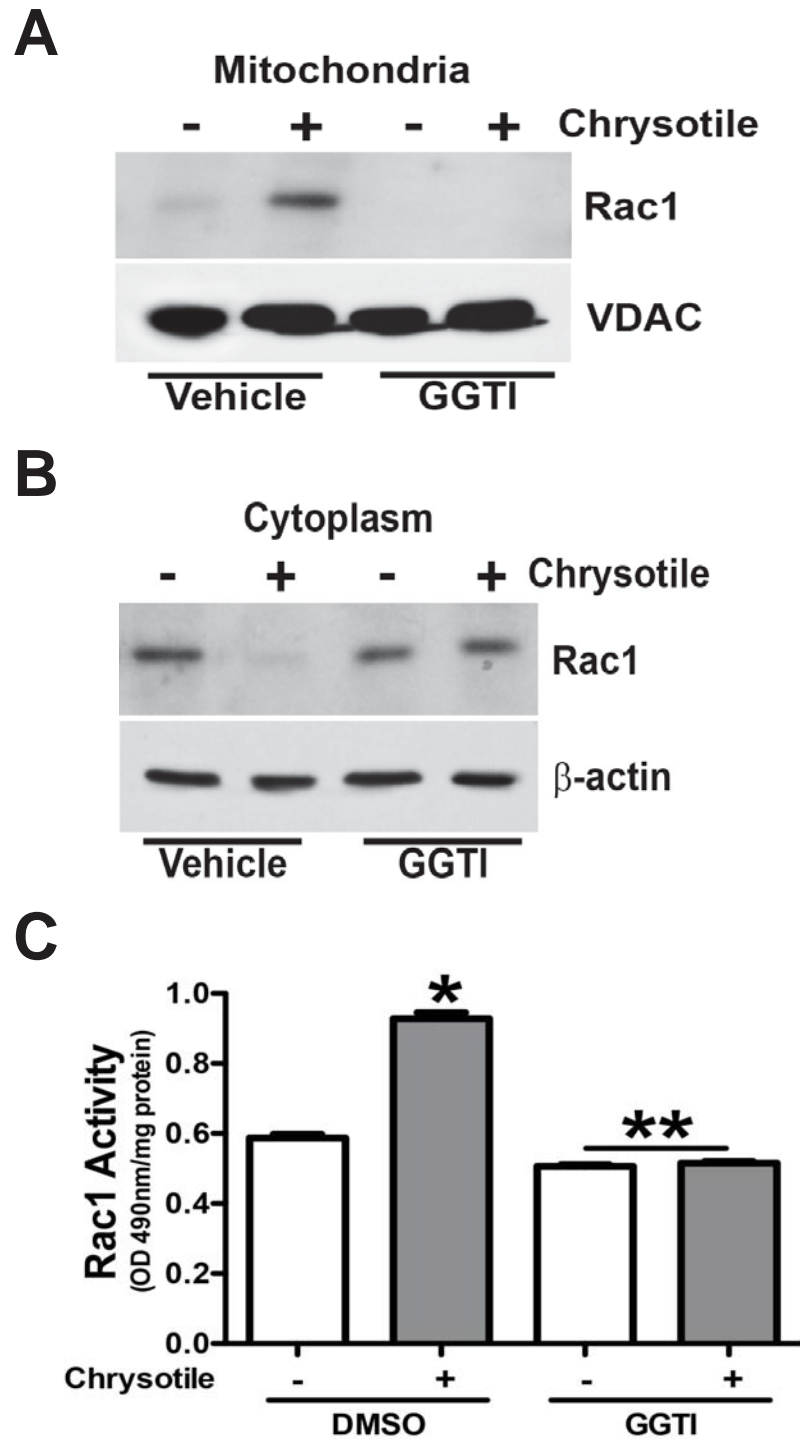 A
Mitochondria
- + - + Chrysotile
Rac1
VDAC
Vehicle GGTI
B
Cytoplasm
- + - + Chrysotile
Rac1
β-actin
Vehicle GGTI
C
Rac1 Activity
(OD 490nm/mg protein)
1.0
0.8
0.6
0.4
0.2
0.0
*
**
Chrysotile - + - +
DMSO GGTI